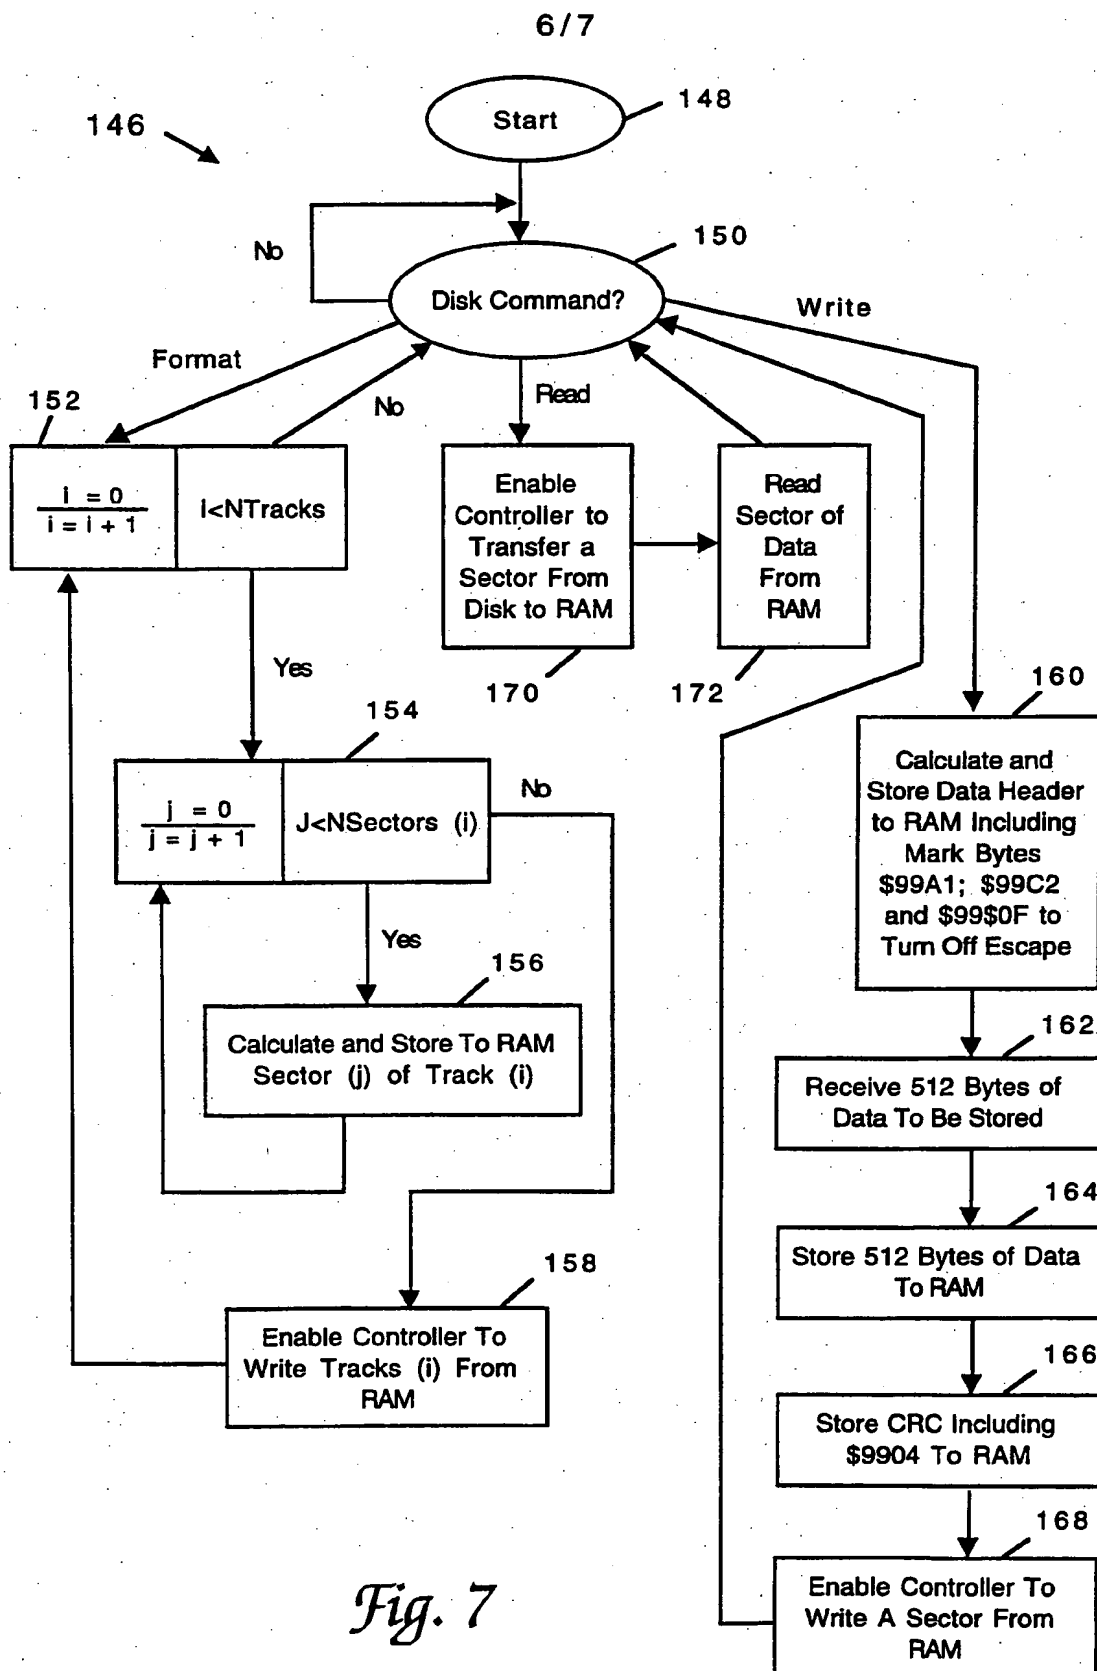 6/7
Start
148
146
No
150
Disk Command?
Write
Format
No
Read
152
i = 0
i = i + 1
i<NTracks
Enable
Controller to
Transfer a
Sector From
Disk to RAM
Read
Sector of
Data
From
RAM
Yes
170
172
160
154
No
j = 0
j = j + 1
J<NSectors (i)
Calculate and
Store Data Header
to RAM Including
Mark Bytes
$99A1; $99C2
and $99$0F to
Turn Off Escape
Yes
156
Calculate and Store To RAM
Sector (j) of Track (i)
162
Receive 512 Bytes of
Data To Be Stored
164
Store 512 Bytes of Data
To RAM
158
Enable Controller To
Write Tracks (i) From
RAM
166
Store CRC Including
$9904 To RAM
168
Enable Controller To
Write A Sector From
RAM
Fig. 7